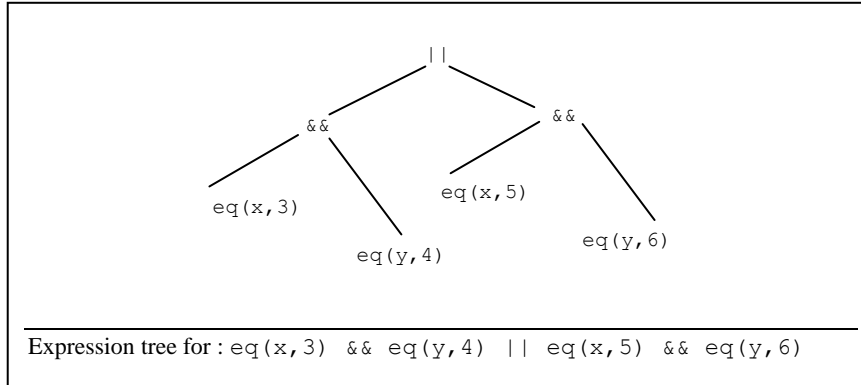 ||
&&
&&
eq(x,3)
eq(x,5)
eq(y,4)
eq(y,6)
Expression tree for : eq(x,3) && eq(y,4) || eq(x,5) && eq(y,6)